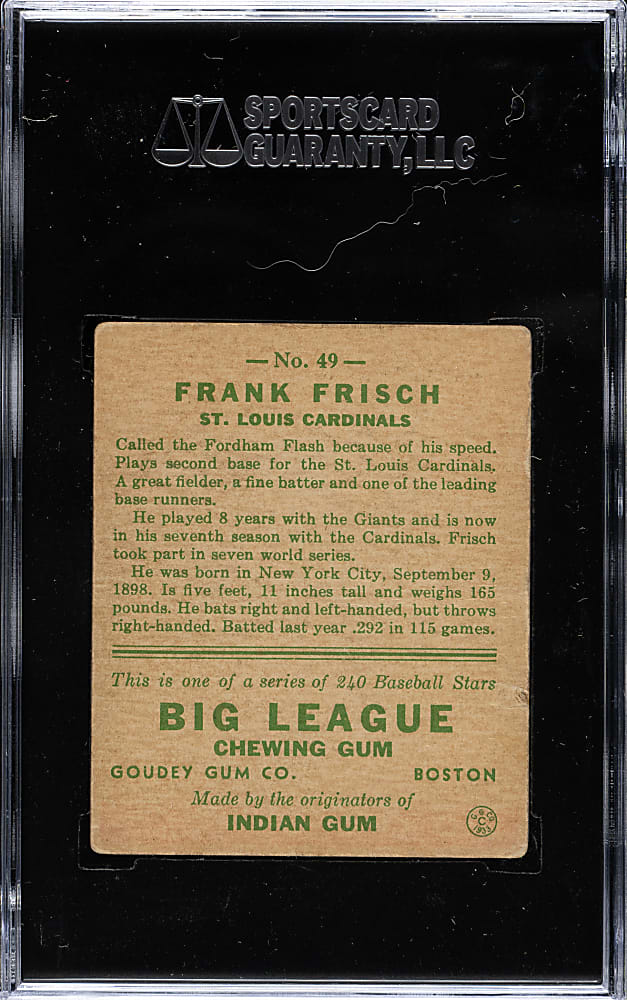 SPORTSCARD
GUARANTY, LLC
— No. 49 —
FRANK FRISCH
ST. LOUIS CARDINALS
Called the Fordham Flash because of his speed.
Plays second base for the St. Louis Cardinals.
A great fielder, a fine batter and one of the leading
base runners.
He played 8 years with the Giants and is now
in his seventh season with the Cardinals. Frisch
took part in seven world series.
He was born in New York City, September 9,
1898. Is five feet, 11 inches tall and weighs 165
pounds. He bats right and left-handed, but throws
right-handed. Batted last year .292 in 115 games.
This is one of a series of 240 Baseball Stars
BIG LEAGUE
CHEWING GUM
GOUDEY GUM CO. BOSTON
Made by the originators of
INDIAN GUM
C
1933